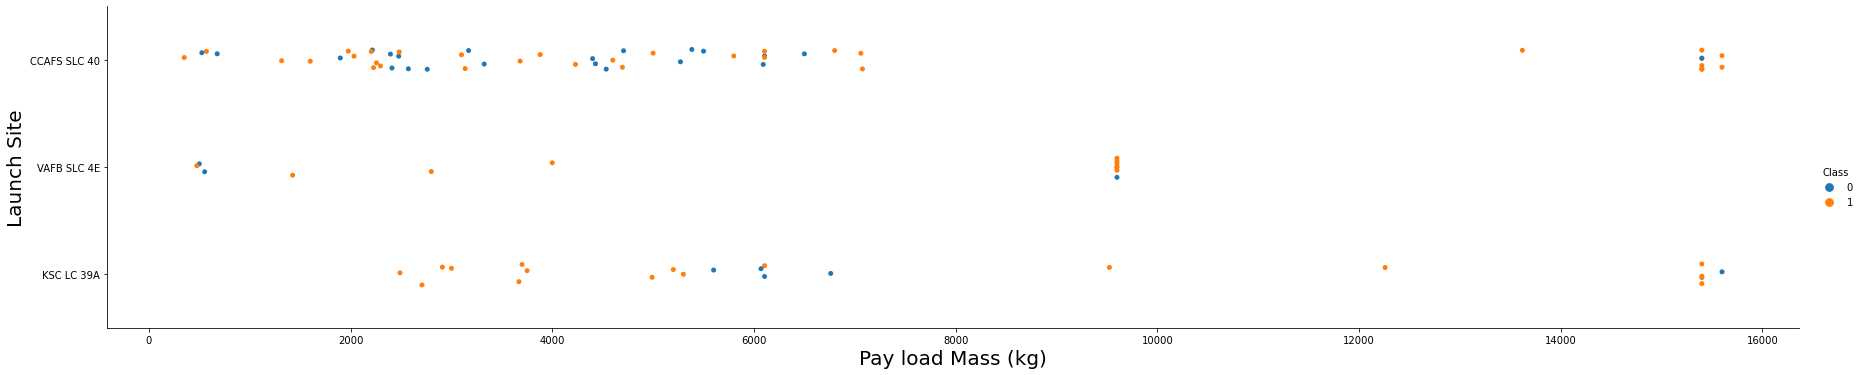 Launch Site
CCAFS SLC 40
VAFB SLC 4E
KSC LC 39A
0 2000 4000 6000 8000 10000 12000 14000 16000
Pay load Mass (kg)
Class
0
1